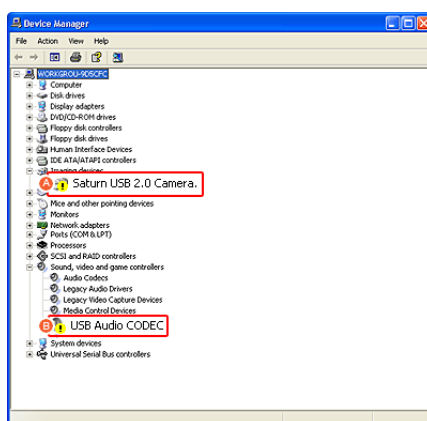 Device Manager
File Action View Help
WORKGROU-9D5CFC
Computer
Disk drives
Display adapters
DVD/CD-ROM drives
Floppy disk controllers
Floppy disk drives
Human Interface Devices
IDE ATA/ATAPI controllers
Imaging devices
A Saturn USB 2.0 Camera.
Mice and other pointing devices
Monitors
Network adapters
Ports (COM & LPT)
Processors
SCSI and RAID controllers
Sound, video and game controllers
Audio Codecs
Legacy Audio Drivers
Legacy Video Capture Devices
Media Control Devices
B USB Audio CODEC
System devices
Universal Serial Bus controllers